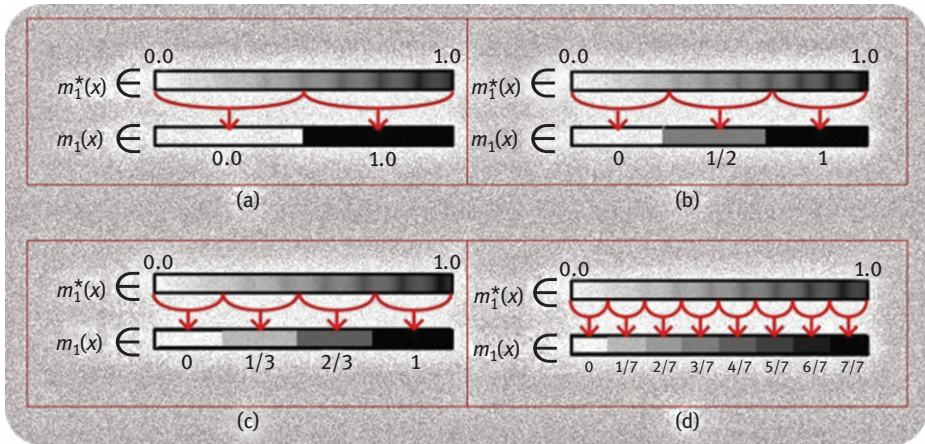 0.0 1.0
m₁*(x) ∈
m₁(x) ∈
0.0 1.0
(a)
0.0 1.0
m₁*(x) ∈
m₁(x) ∈
0 1/2 1
(b)
0.0 1.0
m₁*(x) ∈
m₁(x) ∈
0 1/3 2/3 1
(c)
0.0 1.0
m₁*(x) ∈
m₁(x) ∈
0 1/7 2/7 3/7 4/7 5/7 6/7 7/7
(d)